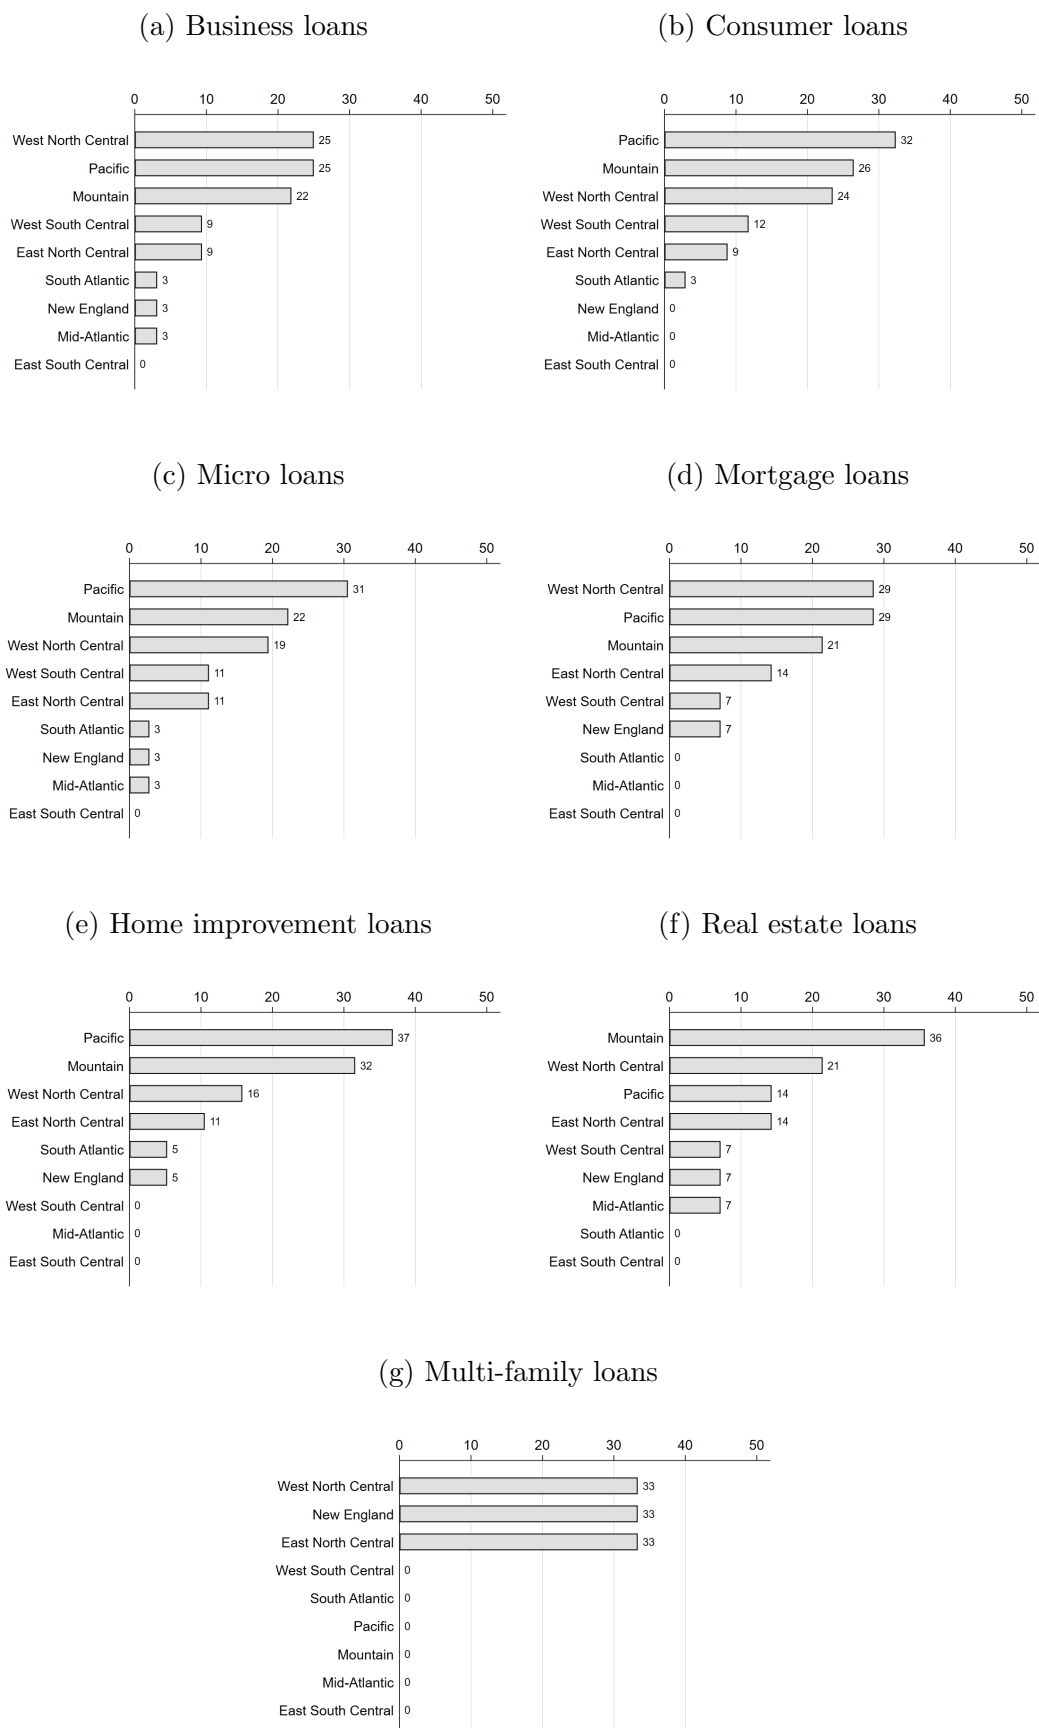 (a) Business loans
0 10 20 30 40 50
West North Central 25
Pacific 25
Mountain 22
West South Central 9
East North Central 9
South Atlantic 3
New England 3
Mid-Atlantic 3
East South Central 0
(b) Consumer loans
0 10 20 30 40 50
Pacific 32
Mountain 26
West North Central 24
West South Central 12
East North Central 9
South Atlantic 3
New England 0
Mid-Atlantic 0
East South Central 0
(c) Micro loans
0 10 20 30 40 50
Pacific 31
Mountain 22
West North Central 19
West South Central 11
East North Central 11
South Atlantic 3
New England 3
Mid-Atlantic 3
East South Central 0
(d) Mortgage loans
0 10 20 30 40 50
West North Central 29
Pacific 29
Mountain 21
East North Central 14
West South Central 7
New England 7
South Atlantic 0
Mid-Atlantic 0
East South Central 0
(e) Home improvement loans
0 10 20 30 40 50
Pacific 37
Mountain 32
West North Central 16
East North Central 11
South Atlantic 5
New England 5
West South Central 0
Mid-Atlantic 0
East South Central 0
(f) Real estate loans
0 10 20 30 40 50
Mountain 36
West North Central 21
Pacific 14
East North Central 14
West South Central 7
New England 7
Mid-Atlantic 7
South Atlantic 0
East South Central 0
(g) Multi-family loans
0 10 20 30 40 50
West North Central 33
New England 33
East North Central 33
West South Central 0
South Atlantic 0
Pacific 0
Mountain 0
Mid-Atlantic 0
East South Central 0